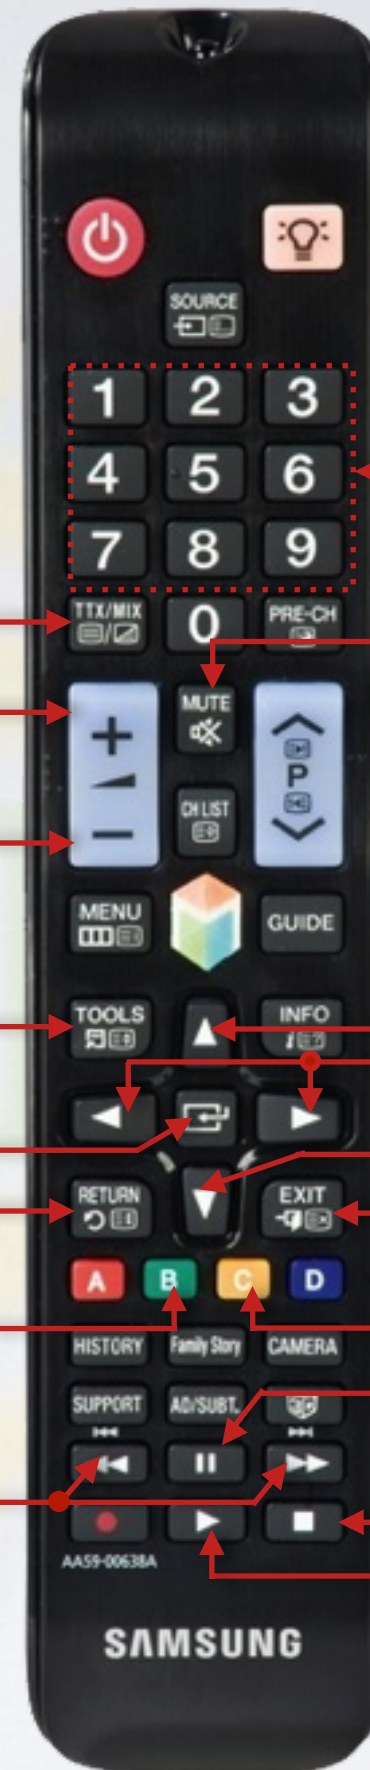 SOURCE
1 2 3
4 5 6
7 8 9
TTX/MIX 0 PRE-CH
MUTE
P
CH LIST
MENU GUIDE
TOOLS INFO
RETURN EXIT
A B C D
HISTORY Family Story CAMERA
SUPPORT AD/SUBT.
AA59-00638A
SAMSUNG